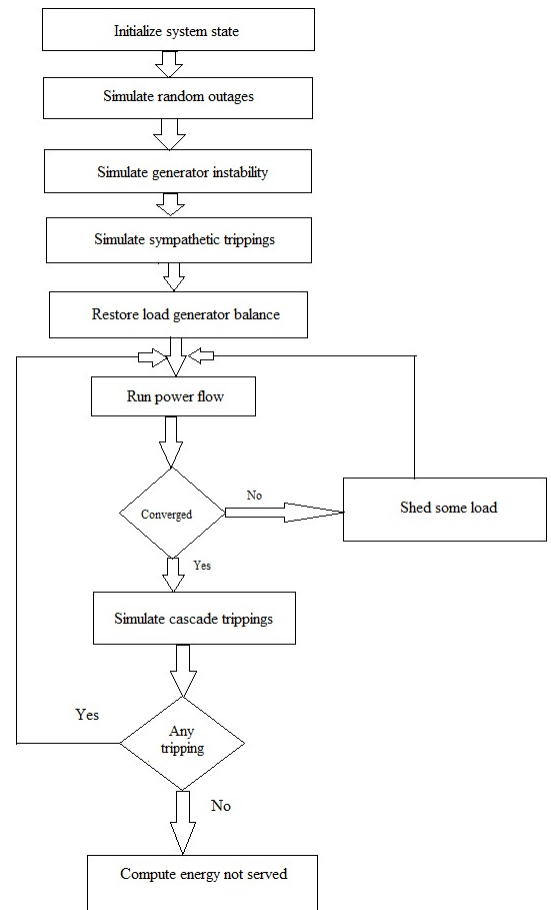 Initialize system state
Simulate random outages
Simulate generator instability
Simulate sympathetic trippings
Restore load generator balance
Run power flow
Converged
No
Shed some load
Yes
Simulate cascade trippings
Yes
Any
tripping
No
Compute energy not served